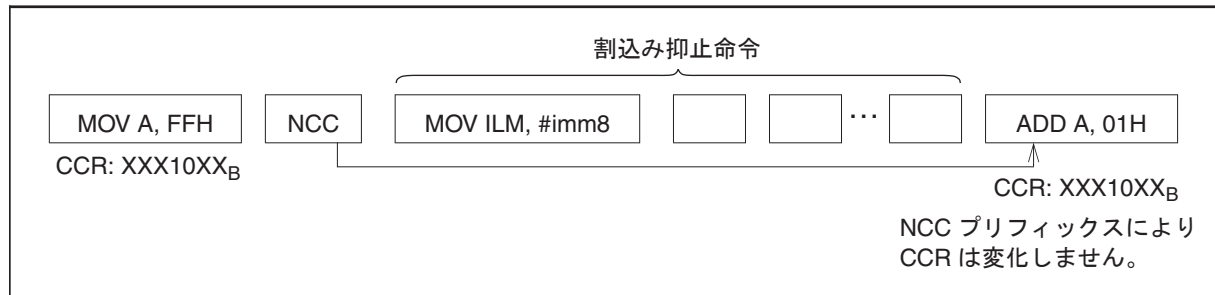 割込み抑止命令
MOV A, FFH NCC MOV ILM, #imm8 ··· ADD A, 01H
CCR: XXX10XXB
CCR: XXX10XXB
NCC プリフィックスにより
CCR は変化しません。